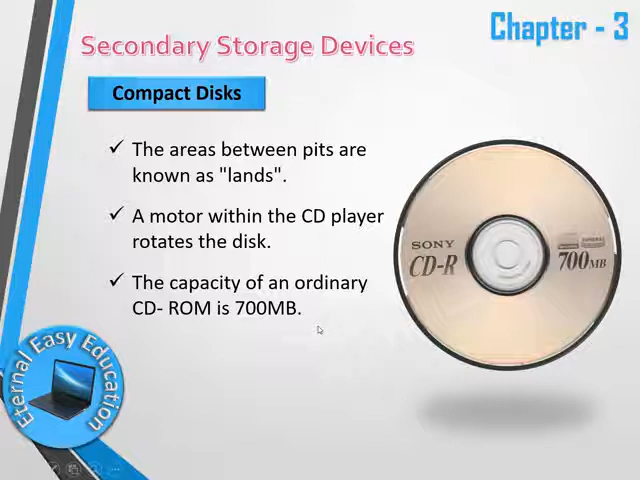 Chapter - 3
Secondary Storage Devices
Compact Disks
✓ The areas between pits are
known as "lands".
✓ A motor within the CD player
rotates the disk.
✓ The capacity of an ordinary
CD- ROM is 700MB.
SONY
CD-R
700MB
Eternal Easy Education